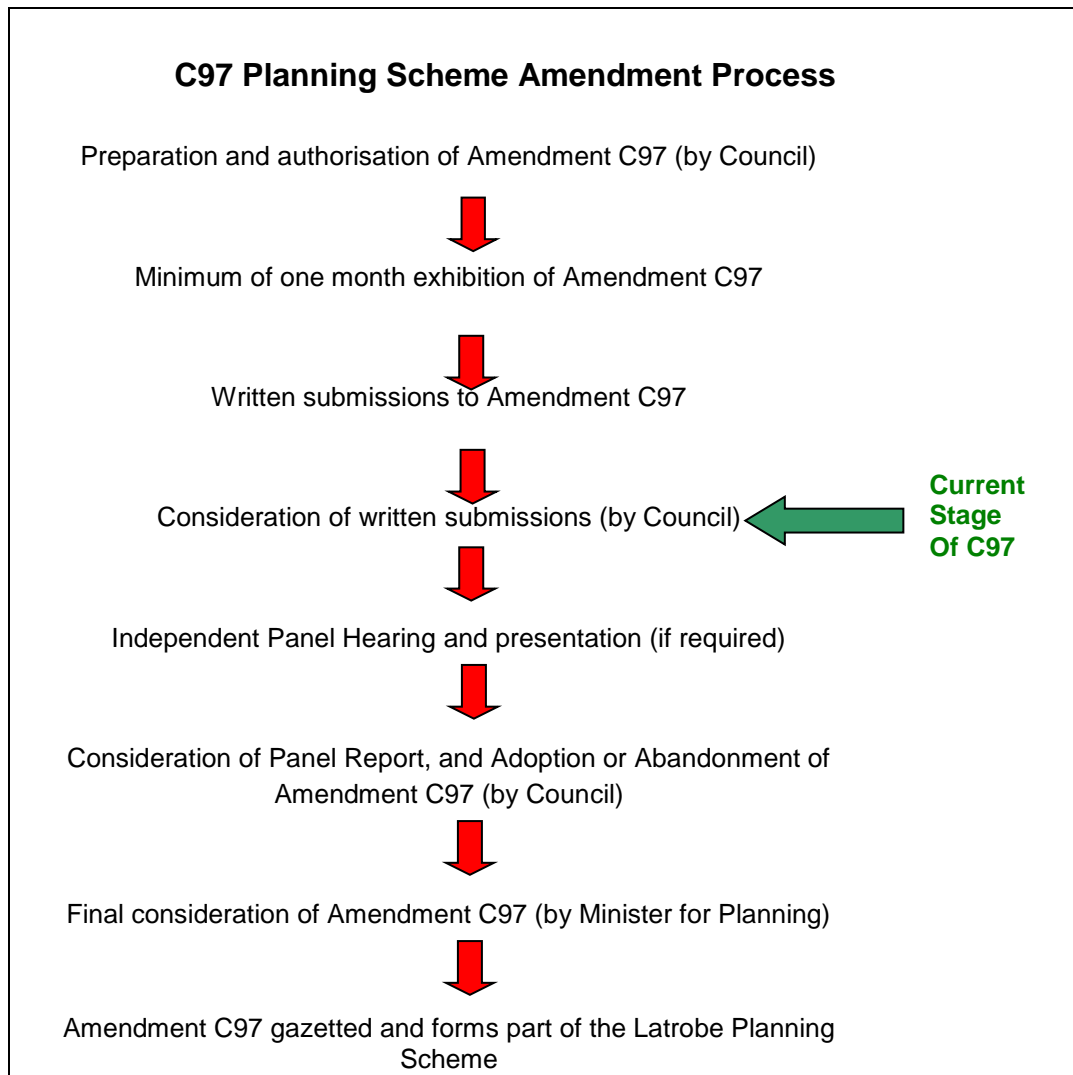 C97 Planning Scheme Amendment Process
Preparation and authorisation of Amendment C97 (by Council)
Minimum of one month exhibition of Amendment C97
Written submissions to Amendment C97
Consideration of written submissions (by Council)
Current
Stage
Of C97
Independent Panel Hearing and presentation (if required)
Consideration of Panel Report, and Adoption or Abandonment of
Amendment C97 (by Council)
Final consideration of Amendment C97 (by Minister for Planning)
Amendment C97 gazetted and forms part of the Latrobe Planning
Scheme